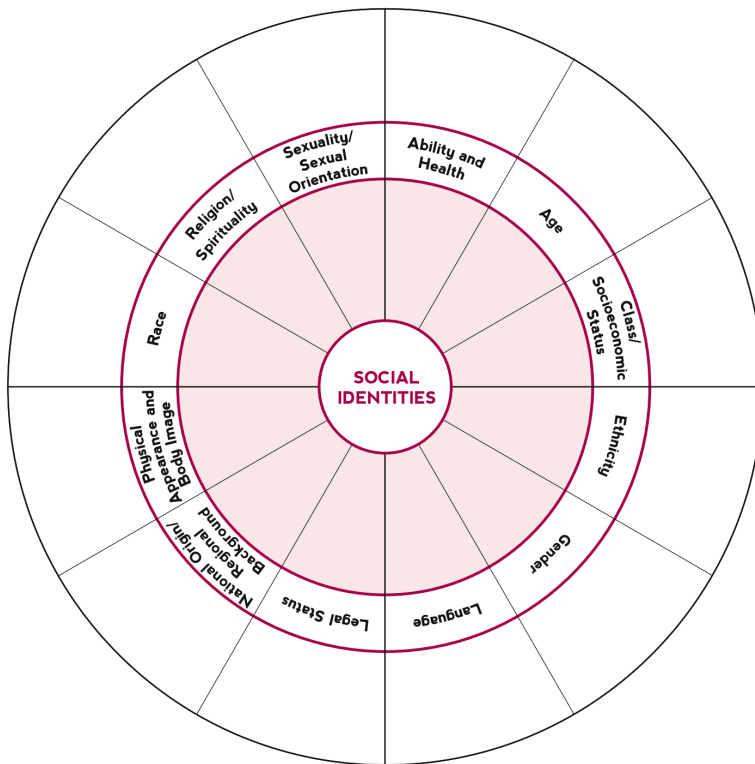 SOCIAL
IDENTITIES
Ability and
Health
Age
Class/
Socioeconomic
Status
Ethnicity
Gender
Language
Legal Status
National Origin/
Regional
Background
Physical
Appearance and
Body Image
Race
Religion/
Spirituality
Sexuality/
Sexual
Orientation